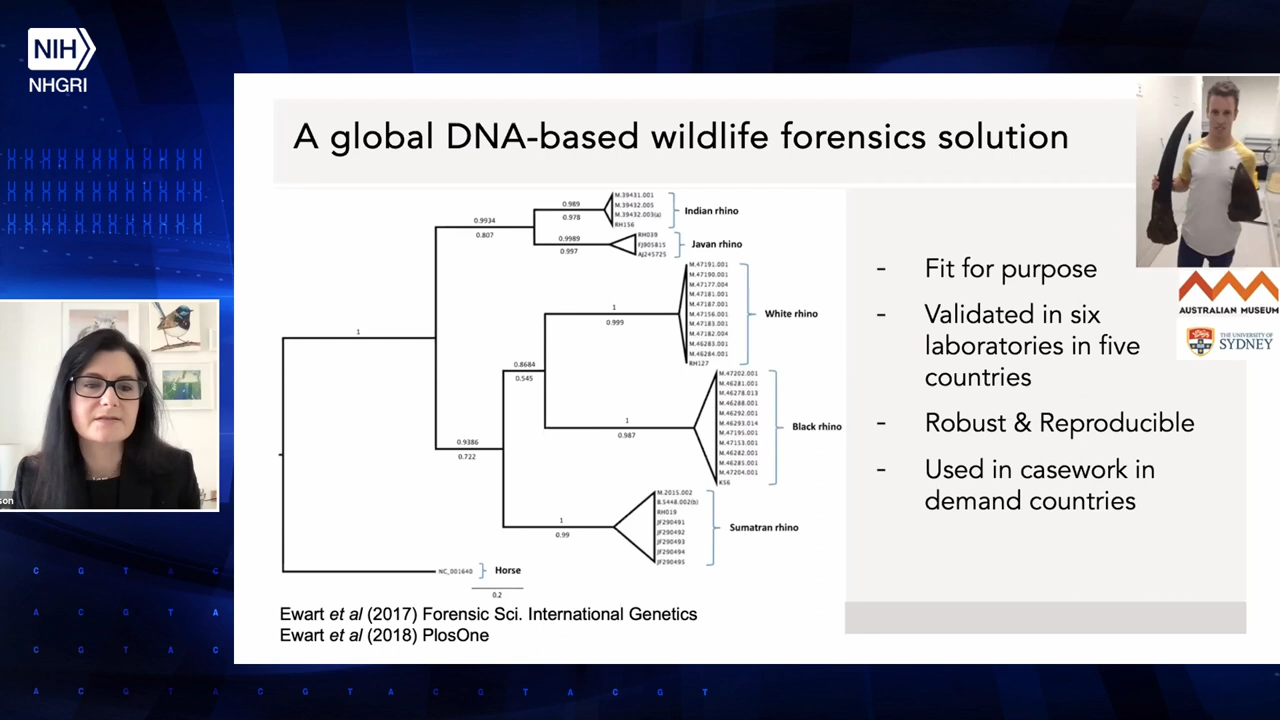 NIH
NHGRI
A global DNA-based wildlife forensics solution
0.9934
0.807
0.989
0.978
M.39431.001
M.39432.005
M.39432.003(a)
RH156
Indian rhino
0.9989
0.997
RH039
FJ905815
AJ245725
Javan rhino
1
1
0.999
M.47191.001
M.47190.001
M.47177.004
M.47181.001
M.47187.001
M.47156.001
M.47183.001
M.47182.004
M.46283.001
M.46284.001
RH127
White rhino
0.8684
0.545
1
0.987
M.47202.001
M.46281.001
M.46278.013
M.46288.001
M.46292.001
M.46293.014
M.47195.001
M.47153.001
M.46282.001
M.46285.001
M.47204.001
K56
Black rhino
0.9386
0.722
1
0.99
M.2015.002
B.5448.002(b)
RH019
JF290491
JF290492
JF290493
JF290494
JF290495
Sumatran rhino
NC_001640
Horse
0.2
Ewart et al (2017) Forensic Sci. International Genetics
Ewart et al (2018) PlosOne
- Fit for purpose
- Validated in six
laboratories in five
countries
- Robust & Reproducible
- Used in casework in
demand countries
AUSTRALIAN MUSEUM
THE UNIVERSITY OF
SYDNEY
son
C G T A C
A C G T A
C G T A C
A C G T A C G T A C G T A C G T